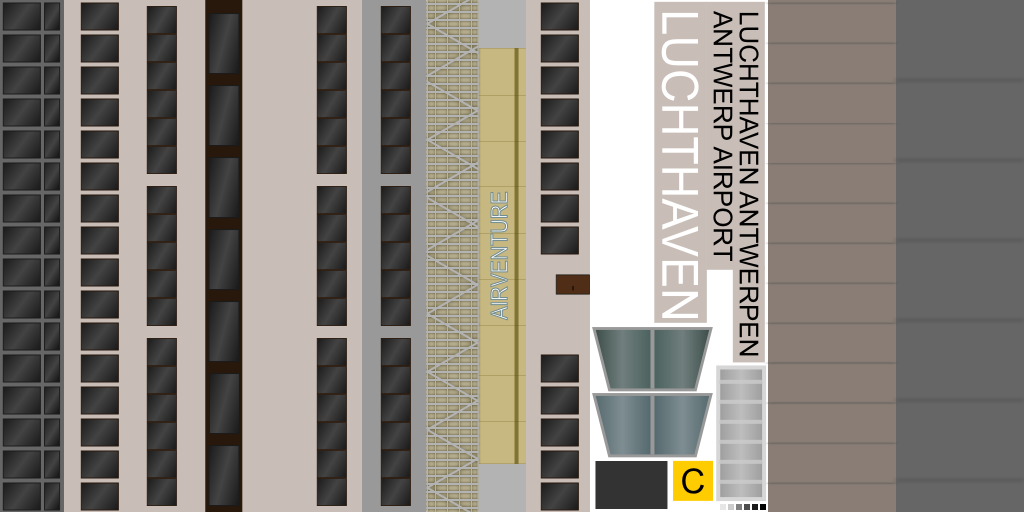 LUCHTHAVEN
LUCHTHAVEN ANTWERPEN
ANTWERP AIRPORT
AIRVENTURE
C